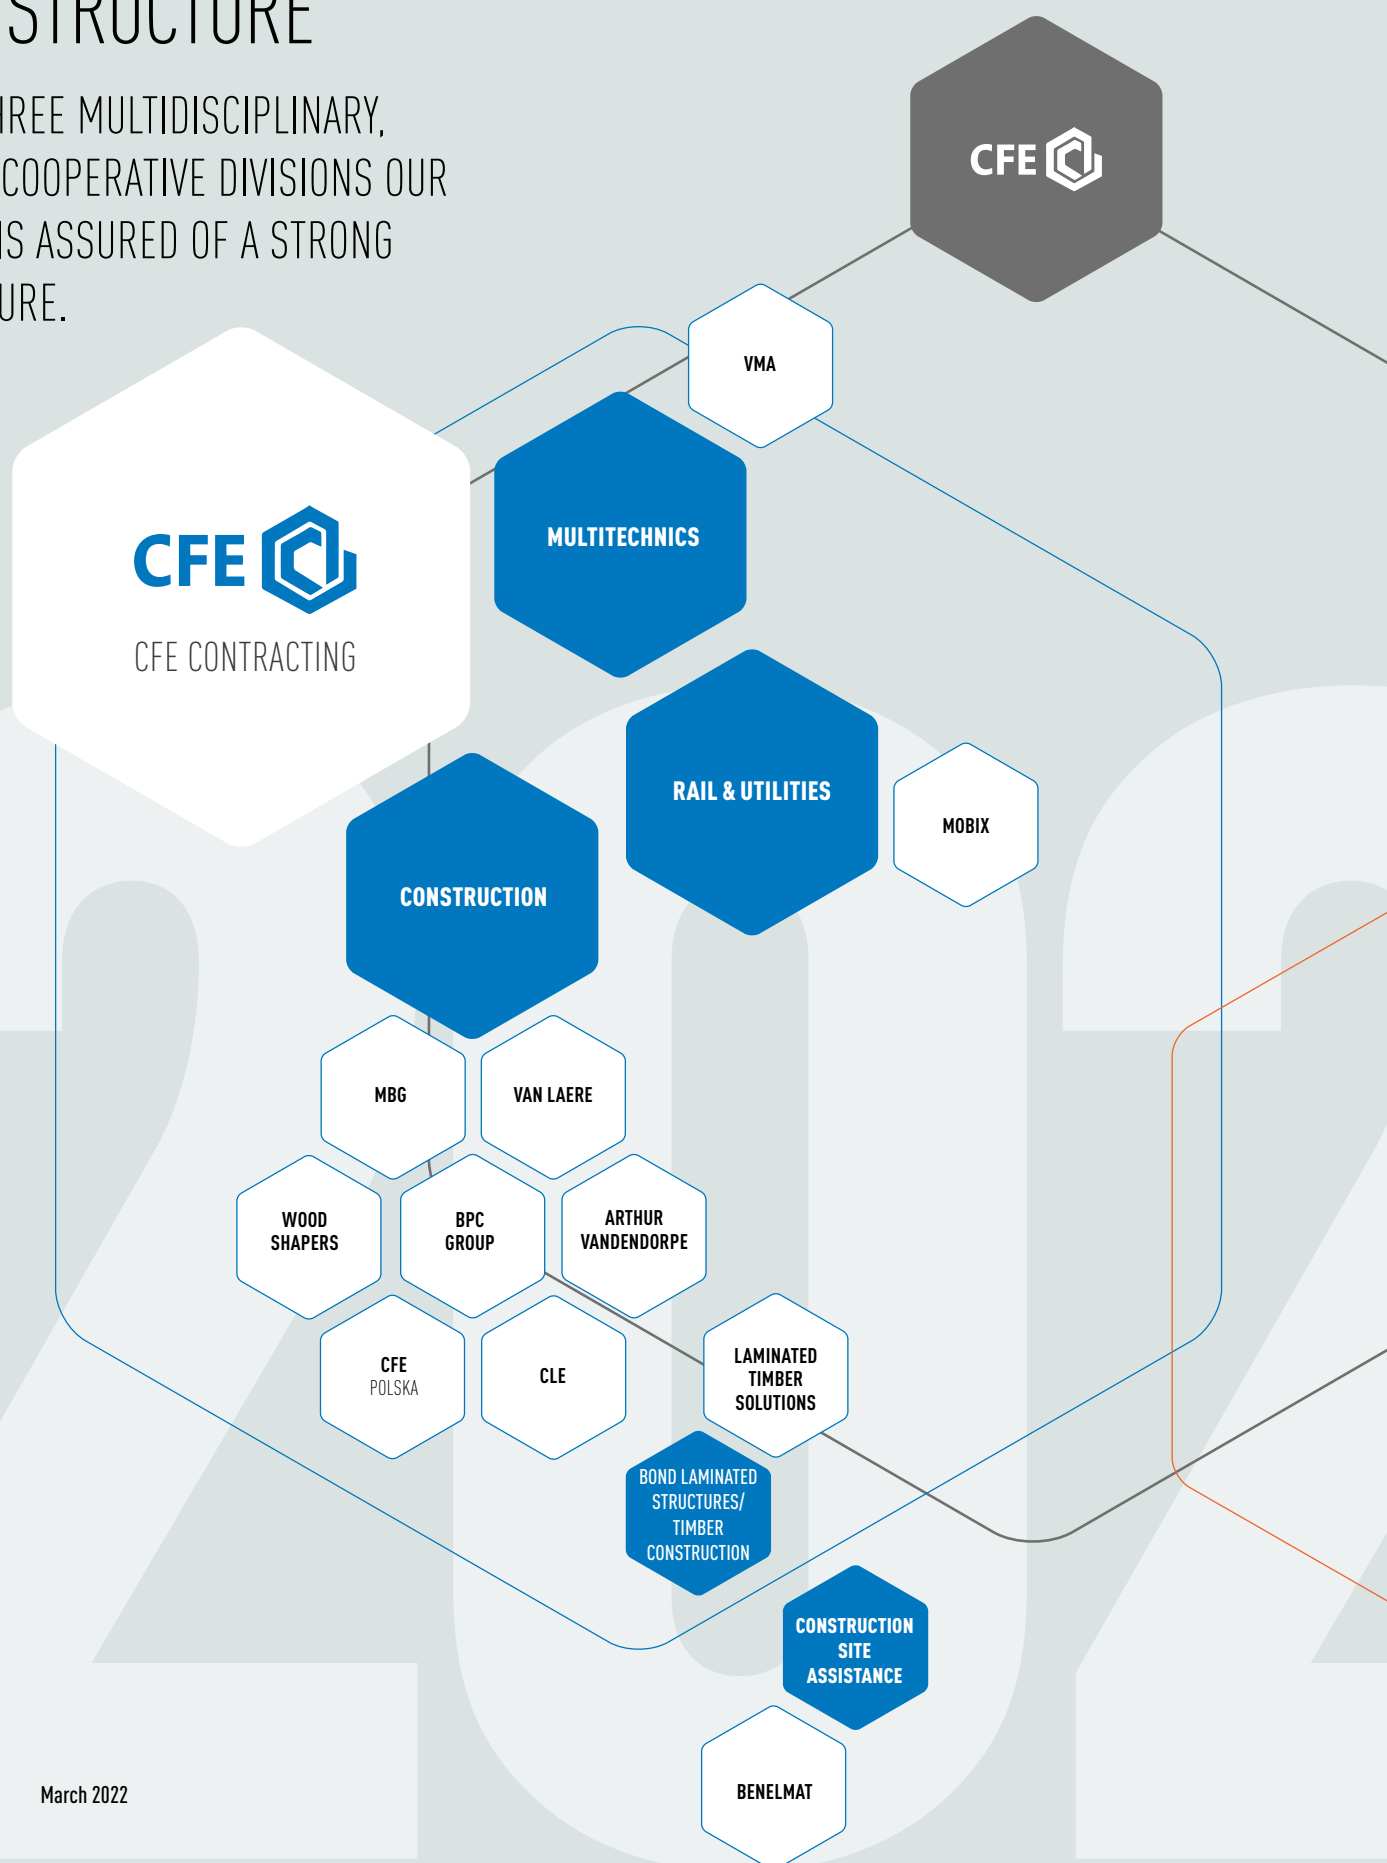 STRUCTURE
HREE MULTIDISCIPLINARY,
COOPERATIVE DIVISIONS OUR
IS ASSURED OF A STRONG
URE.
CFE
VMA
MULTITECHNICS
CFE
CFE CONTRACTING
RAIL & UTILITIES
MOBIX
CONSTRUCTION
MBG
VAN LAERE
WOOD
SHAPERS
BPC
GROUP
ARTHUR
VANDENDORPE
CFE
POLSKA
CLE
LAMINATED
TIMBER
SOLUTIONS
BOND LAMINATED
STRUCTURES/
TIMBER
CONSTRUCTION
CONSTRUCTION
SITE
ASSISTANCE
BENELMAT
March 2022
202